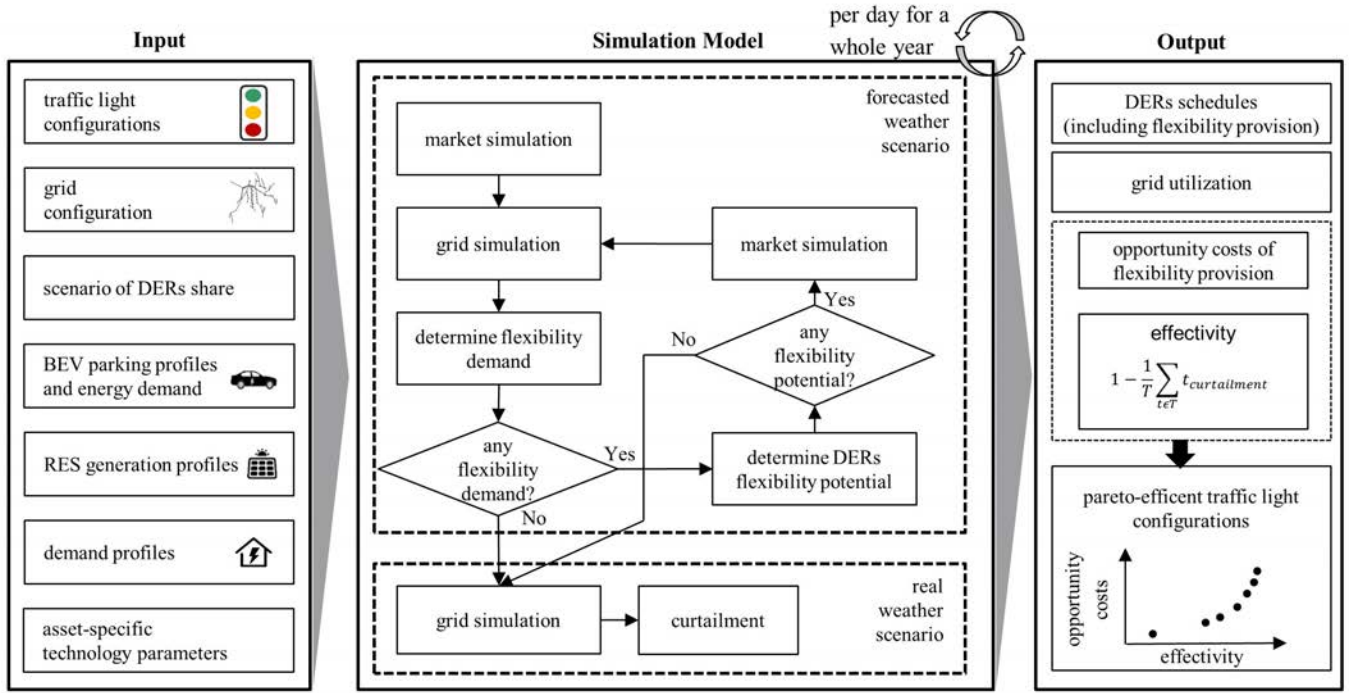 Input
traffic light
configurations
grid
configuration
scenario of DERs share
BEV parking profiles
and energy demand
RES generation profiles
demand profiles
asset-specific
technology parameters
Simulation Model
per day for a
whole year
forecasted
weather
scenario
market simulation
grid simulation
market simulation
determine flexibility
demand
any
flexibility
potential?
Yes
No
any
flexibility
demand?
Yes
No
determine DERs
flexibility potential
real
weather
scenario
grid simulation
curtailment
Output
DERs schedules
(including flexibility provision)
grid utilization
opportunity costs of
flexibility provision
effectivity
1 − 1/T ∑ t∈T t_curtailment
pareto-efficent traffic light
configurations
opportunity
costs
effectivity